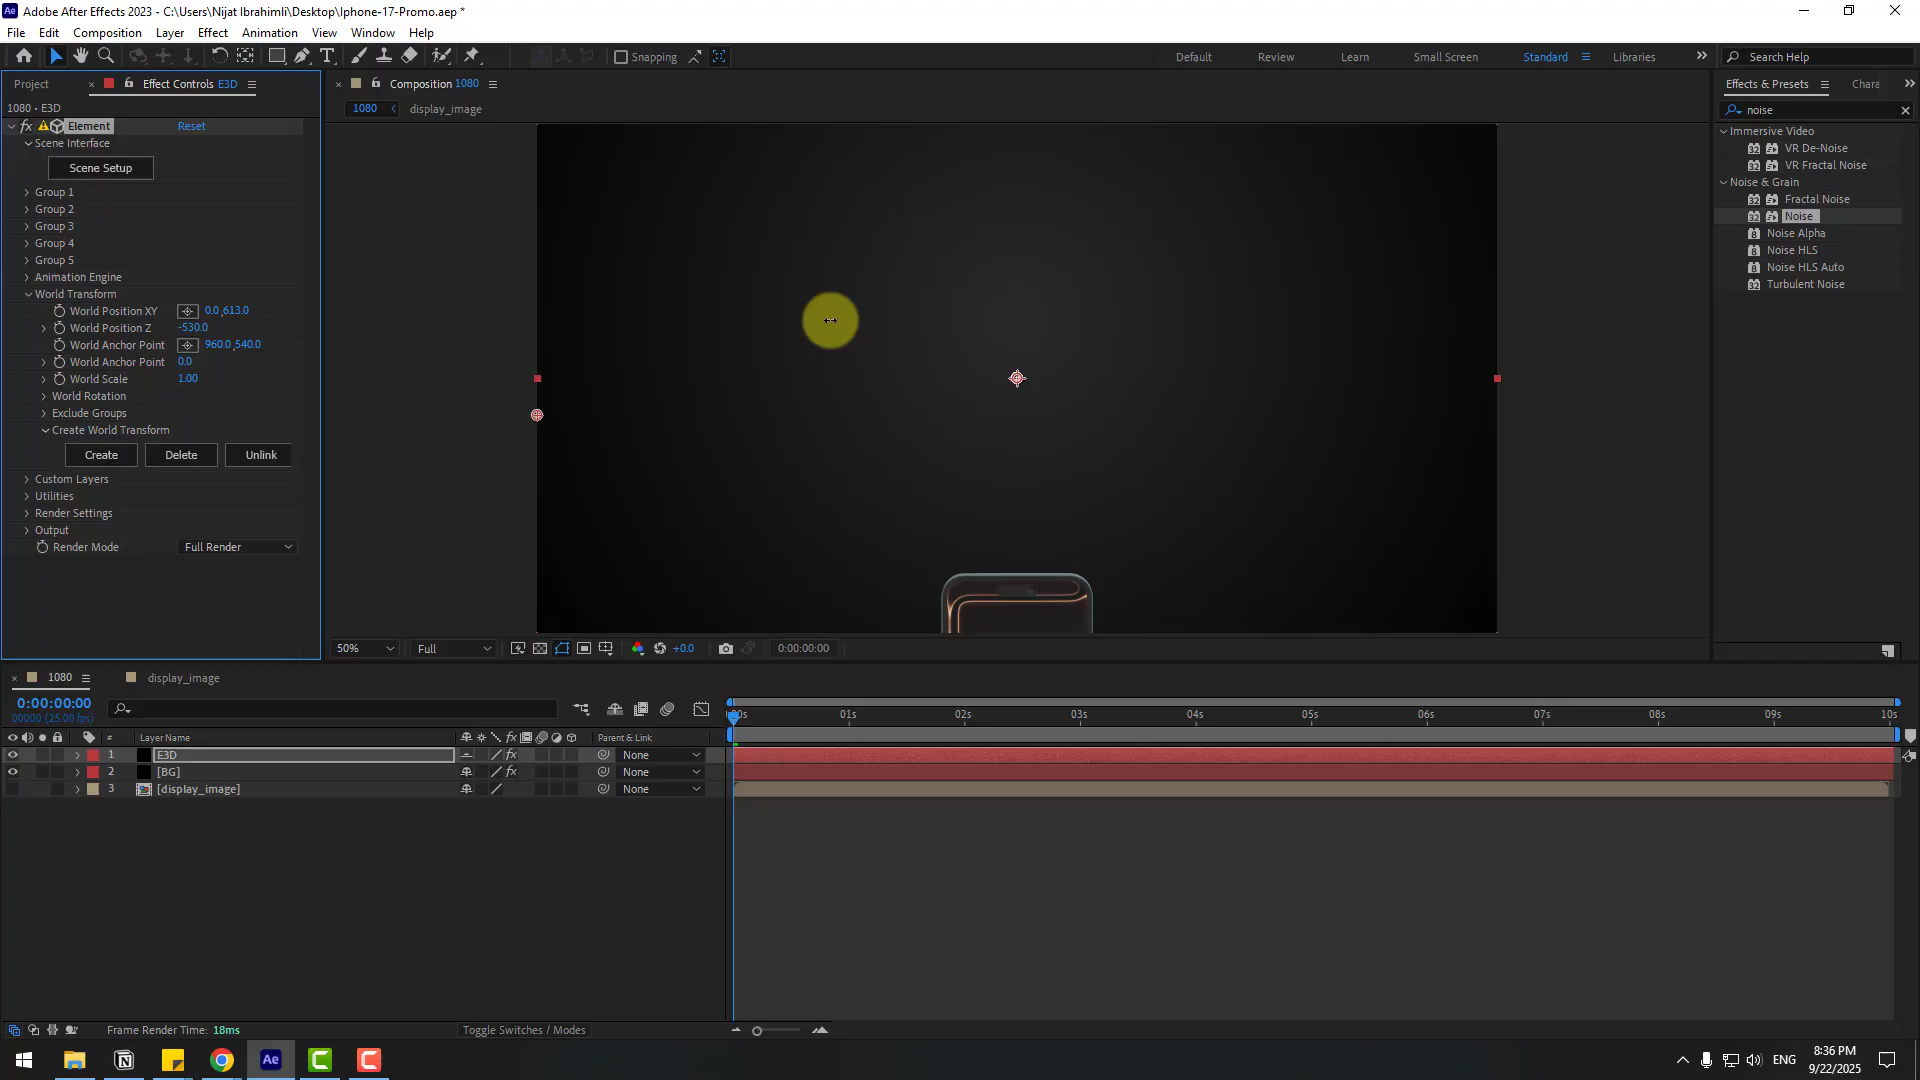 Adobe After Effects 2023 - C:\Users\Nijat Ibrahimli\Desktop\Iphone-17-Promo.aep *
File Edit Composition Layer Effect Animation View Window Help
Snapping
Default Review Learn Small Screen Standard Libraries
Search Help
Project
Effect Controls E3D
Composition 1080
Effects & Presets
Chara
1080 • E3D
1080
display_image
noise
fx Element Reset
Scene Interface
Scene Setup
Group 1
Group 2
Group 3
Group 4
Group 5
Animation Engine
World Transform
World Position XY 0.0,613.0
World Position Z -530.0
World Anchor Point 960.0,540.0
World Anchor Point 0.0
World Scale 1.00
World Rotation
Exclude Groups
Create World Transform
Create Delete Unlink
Custom Layers
Utilities
Render Settings
Output
Render Mode Full Render
Immersive Video
VR De-Noise
VR Fractal Noise
Noise & Grain
Fractal Noise
Noise
Noise Alpha
Noise HLS
Noise HLS Auto
Turbulent Noise
50% Full +0.0 0:00:00:00
1080 display_image
0:00:00:00
00000 (25.00 fps)
00s 01s 02s 03s 04s 05s 06s 07s 08s 09s 10s
# Layer Name fx Parent & Link
1 E3D fx None
2 [BG] fx None
3 [display_image] None
Frame Render Time: 18ms
Toggle Switches / Modes
Ae
ENG
8:36 PM
9/22/2025